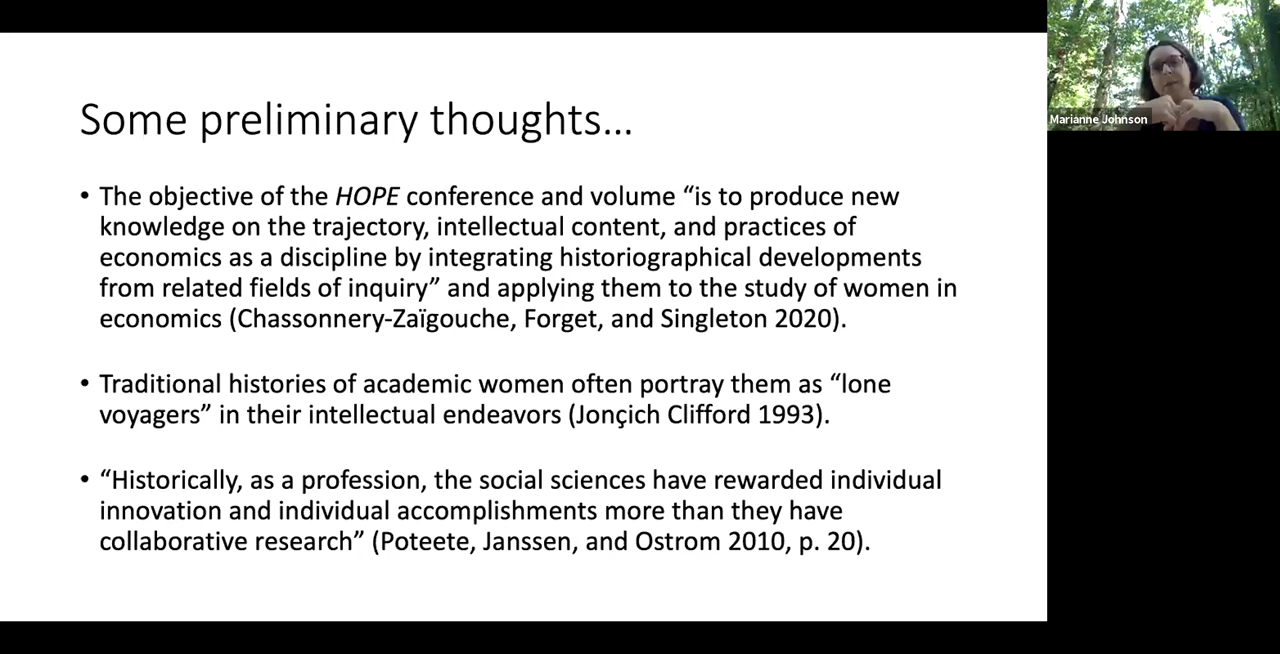 Some preliminary thoughts...
• The objective of the HOPE conference and volume “is to produce new
knowledge on the trajectory, intellectual content, and practices of
economics as a discipline by integrating historiographical developments
from related fields of inquiry” and applying them to the study of women in
economics (Chassonnery-Zaïgouche, Forget, and Singleton 2020).
• Traditional histories of academic women often portray them as “lone
voyagers” in their intellectual endeavors (Jonçich Clifford 1993).
• “Historically, as a profession, the social sciences have rewarded individual
innovation and individual accomplishments more than they have
collaborative research” (Poteete, Janssen, and Ostrom 2010, p. 20).
Marianne Johnson